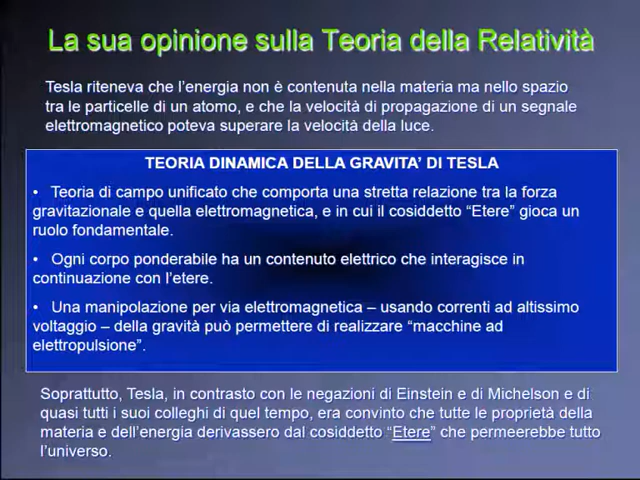 La sua opinione sulla Teoria della Relatività
Tesla riteneva che l'energia non è contenuta nella materia ma nello spazio
tra le particelle di un atomo, e che la velocità di propagazione di un segnale
elettromagnetico poteva superare la velocità della luce.
TEORIA DINAMICA DELLA GRAVITA' DI TESLA
• Teoria di campo unificato che comporta una stretta relazione tra la forza
gravitazionale e quella elettromagnetica, e in cui il cosiddetto “Etere” gioca un
ruolo fondamentale.
• Ogni corpo ponderabile ha un contenuto elettrico che interagisce in
continuazione con l'etere.
• Una manipolazione per via elettromagnetica – usando correnti ad altissimo
voltaggio – della gravità può permettere di realizzare “macchine ad
elettropulsione”.
Soprattutto, Tesla, in contrasto con le negazioni di Einstein e di Michelson e di
quasi tutti i suoi colleghi di quel tempo, era convinto che tutte le proprietà della
materia e dell'energia derivassero dal cosiddetto “Etere” che permeerebbe tutto
l'universo.